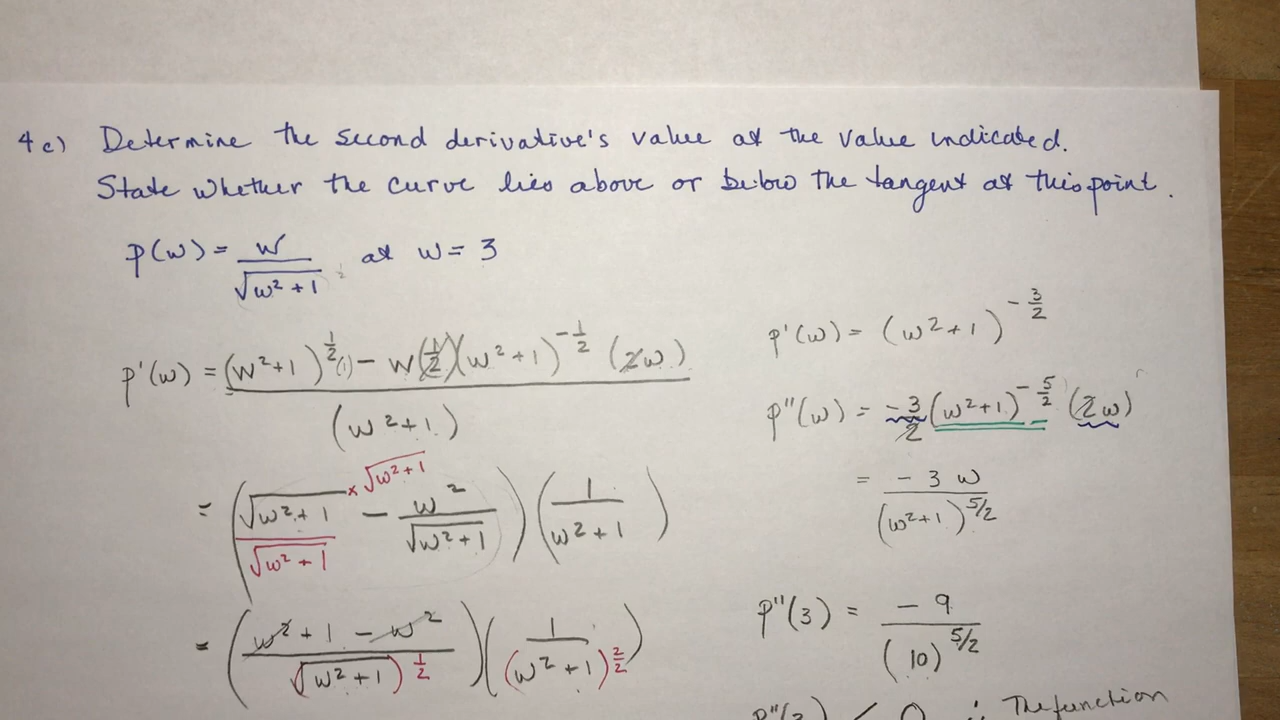 4c) Determine the second derivative's value at the value indicated.
State whether the curve lies above or below the tangent at this point.
p(w) = w / √(w² + 1) at w = 3
p'(w) = ((w² + 1)^(1/2) (1) - w(1/2)(w² + 1)^(-1/2) (2w)) / (w² + 1)
= (√(w² + 1) × √(w² + 1) / √(w² + 1) - w² / √(w² + 1)) (1 / (w² + 1))
= ((w² + 1 - w²) / √(w² + 1)^(1/2)) (1 / (w² + 1)^(2/2))
p'(w) = (w² + 1)^(-3/2)
p''(w) = -3/2 (w² + 1)^(-5/2) (2w)
= -3w / (w² + 1)^(5/2)
p''(3) = -9 / (10)^(5/2)
p''(3) < 0 ∴ The function